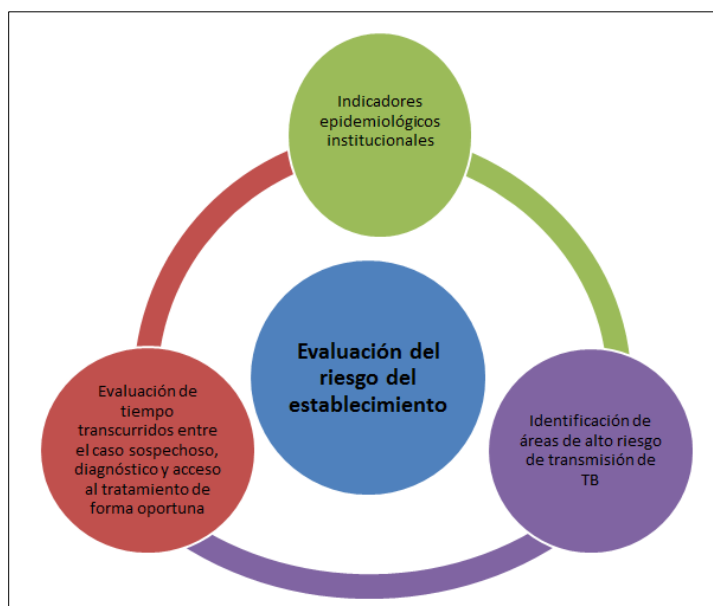 Indicadores
epidemiológicos
institucionales
Evaluación del
riesgo del
establecimiento
Evaluación de
tiempo
transcurridos entre
el caso sospechoso,
diagnóstico y acceso
al tratamiento de
forma oportuna
Identificación de
áreas de alto riesgo
de transmisión de
TB